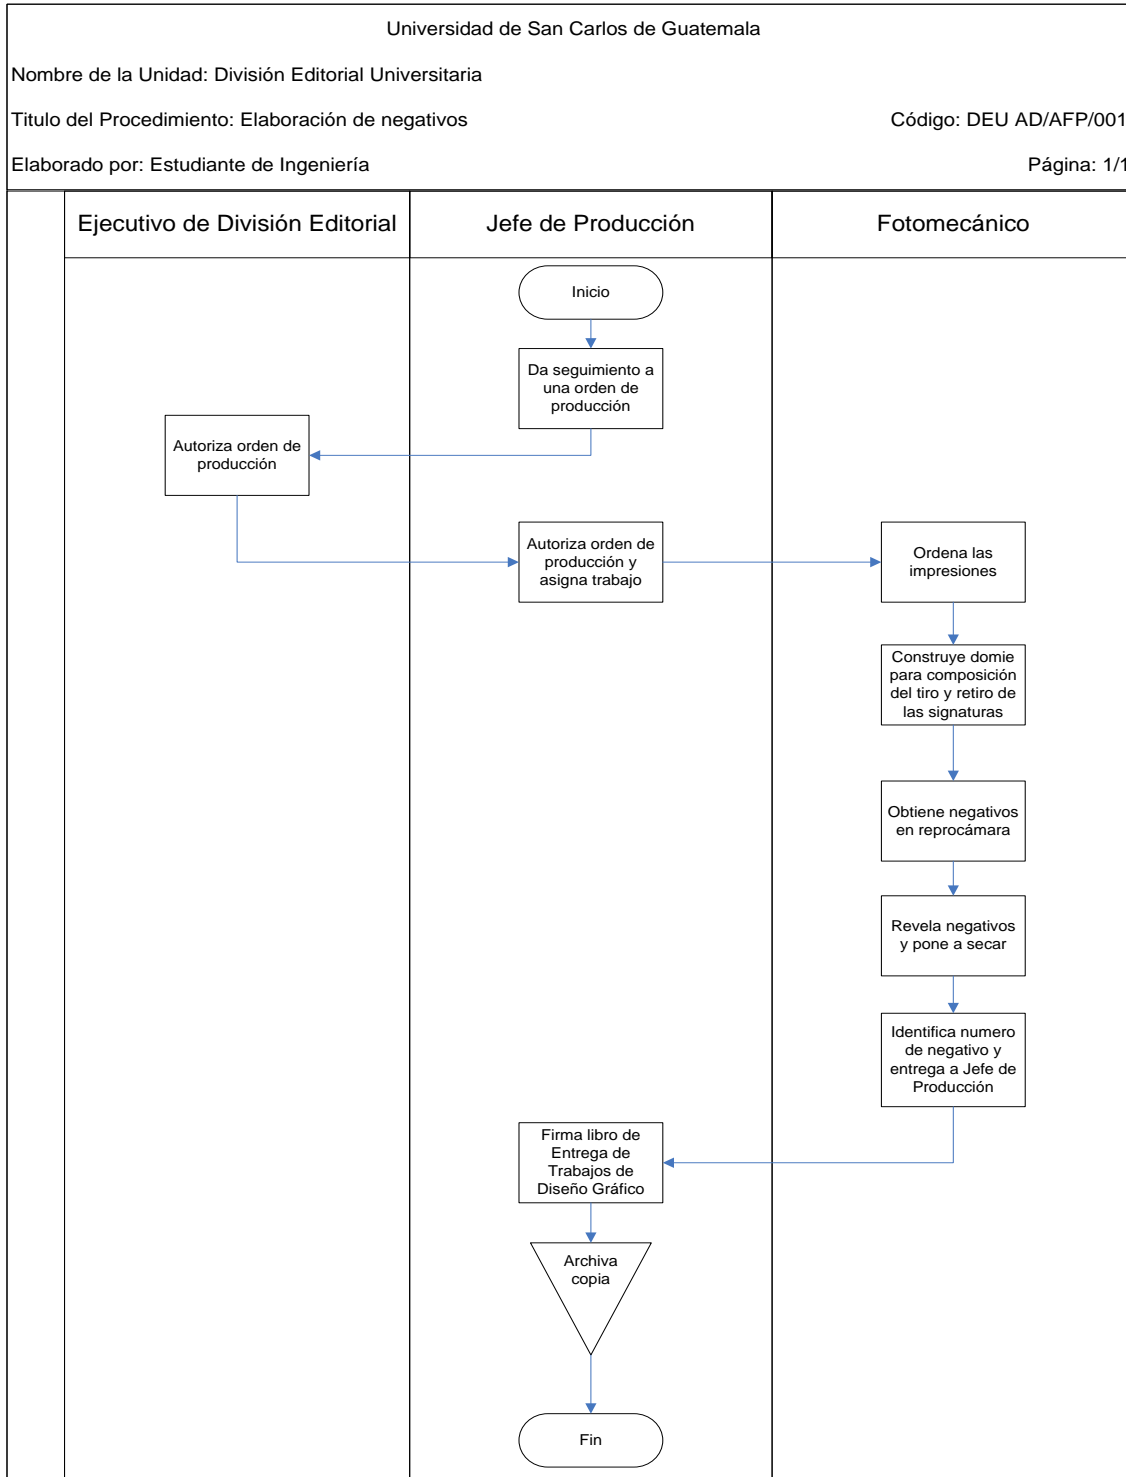 Universidad de San Carlos de Guatemala
Nombre de la Unidad: División Editorial Universitaria
Titulo del Procedimiento: Elaboración de negativos
Código: DEU AD/AFP/001
Elaborado por: Estudiante de Ingeniería
Página: 1/1
Ejecutivo de División Editorial
Jefe de Producción
Fotomecánico
Inicio
Da seguimiento a
una orden de
producción
Autoriza orden de
producción
Autoriza orden de
producción y
asigna trabajo
Ordena las
impresiones
Construye domie
para composición
del tiro y retiro de
las signaturas
Obtiene negativos
en reprocámara
Revela negativos
y pone a secar
Identifica numero
de negativo y
entrega a Jefe de
Producción
Firma libro de
Entrega de
Trabajos de
Diseño Gráfico
Archiva
copia
Fin